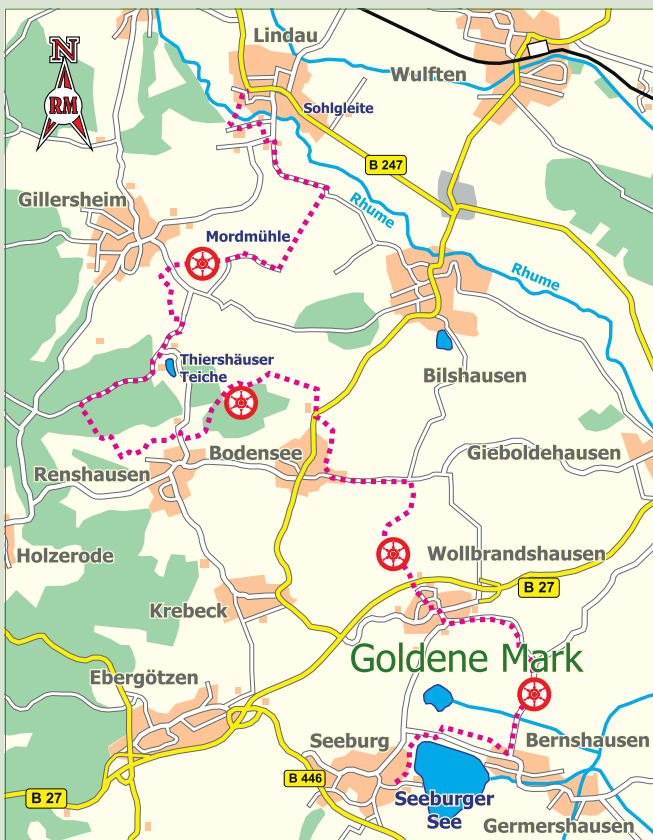 Lindau
N
Wulften
RM
Sohlgleite
B 247
Gillersheim
Rhume
Mordmühle
Rhume
Thiershäuser
Teiche
Bilshausen
Bodensee
Gieboldehausen
Renshausen
Holzerode
Wollbrandshausen
B 27
Krebeck
Goldene Mark
Ebergötzen
Seeburg
Bernshausen
B 446
B 27
Seeburger
See
Germershausen